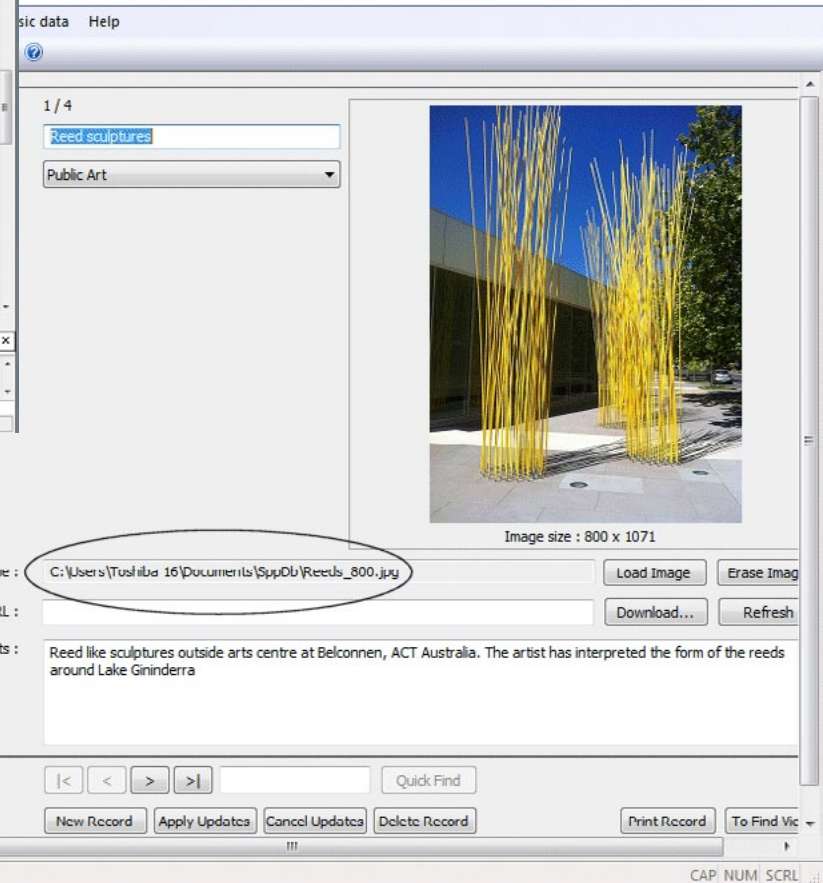 sic data Help
1 / 4
Reed sculptures
Public Art
Image size : 800 x 1071
C:\Users\Toshiba 16\Documents\SppDb\Reeds_800.jpg
Load Image Erase Imag
RL :
Download... Refresh
ts :
Reed like sculptures outside arts centre at Belconnen, ACT Australia. The artist has interpreted the form of the reeds
around Lake Gininderra
|< < > >| Quick Find
New Record Apply Updates Cancel Updates Delete Record Print Record To Find Vie
CAP NUM SCRL